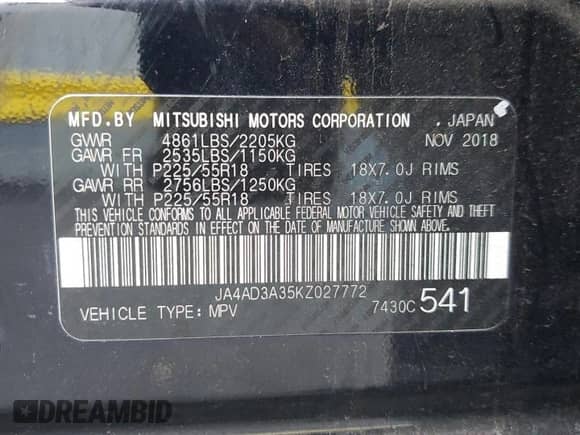 MFD.BY MITSUBISHI MOTORS CORPORATION . JAPAN
GVWR 4861LBS/2205KG NOV 2018
GAWR FR 2535LBS/1150KG
WITH P225/55R18 TIRES 18X7.0J RIMS
GAWR RR 2756LBS/1250KG
WITH P225/55R18 TIRES 18X7.0J RIMS
THIS VEHICLE CONFORMS TO ALL APPLICABLE FEDERAL MOTOR VEHICLE SAFETY AND THEFT
PREVENTION STANDARDS IN EFFECT ON THE DATE OF MANUFACTURE SHOWN ABOVE.
JA4AD3A35KZ027772
VEHICLE TYPE:MPV 7430C 541
DREAMBID